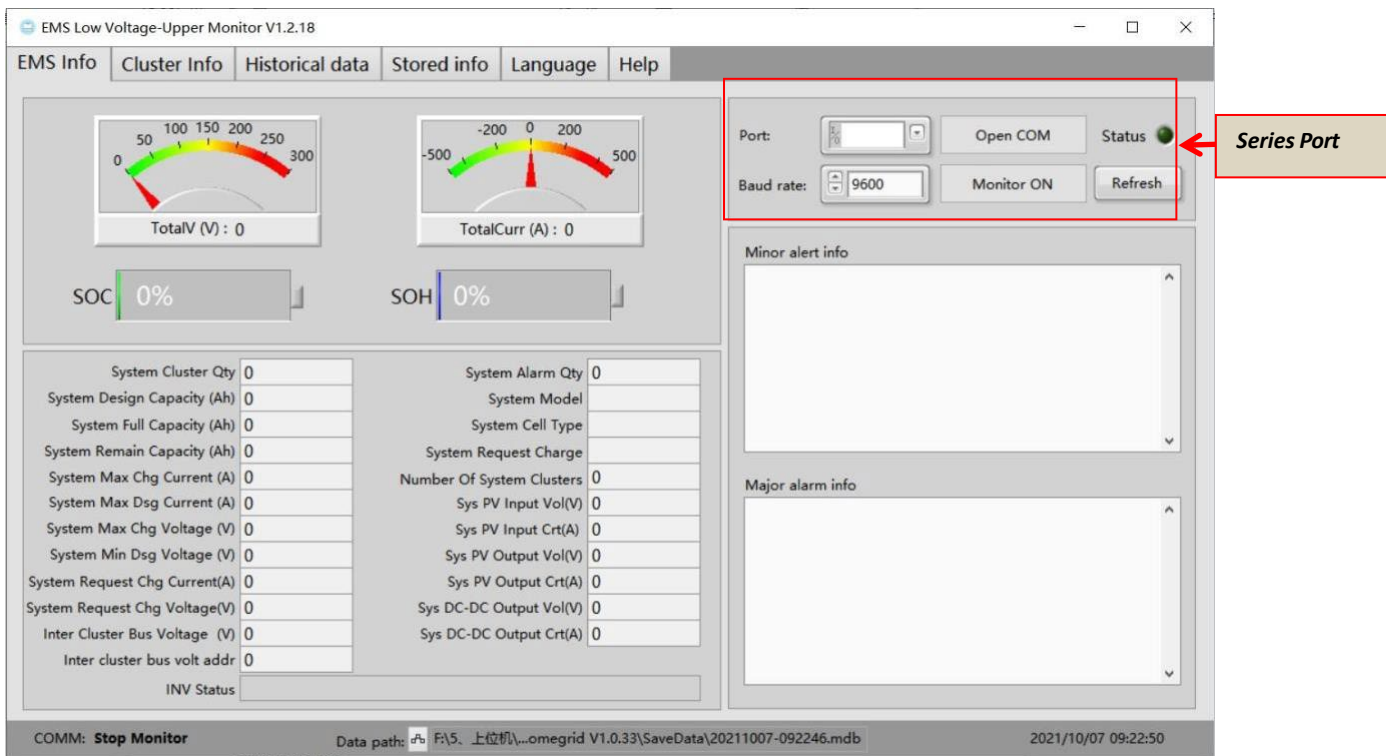 EMS Low Voltage-Upper Monitor V1.2.18
EMS Info Cluster Info Historical data Stored info Language Help
0 50 100 150 200 250 300
TotalV (V) : 0
-500 -200 0 200 500
TotalCurr (A) : 0
SOC 0%
SOH 0%
Port: Open COM Status
Baud rate: 9600 Monitor ON Refresh
Series Port
Minor alert info
Major alarm info
System Cluster Qty 0
System Design Capacity (Ah) 0
System Full Capacity (Ah) 0
System Remain Capacity (Ah) 0
System Max Chg Current (A) 0
System Max Dsg Current (A) 0
System Max Chg Voltage (V) 0
System Min Dsg Voltage (V) 0
System Request Chg Current(A) 0
System Request Chg Voltage(V) 0
Inter Cluster Bus Voltage (V) 0
Inter cluster bus volt addr 0
INV Status
System Alarm Qty 0
System Model
System Cell Type
System Request Charge
Number Of System Clusters 0
Sys PV Input Vol(V) 0
Sys PV Input Crt(A) 0
Sys PV Output Vol(V) 0
Sys PV Output Crt(A) 0
Sys DC-DC Output Vol(V) 0
Sys DC-DC Output Crt(A) 0
COMM: Stop Monitor
Data path: F:\5、上位机\...omegrid V1.0.33\SaveData\20211007-092246.mdb
2021/10/07 09:22:50